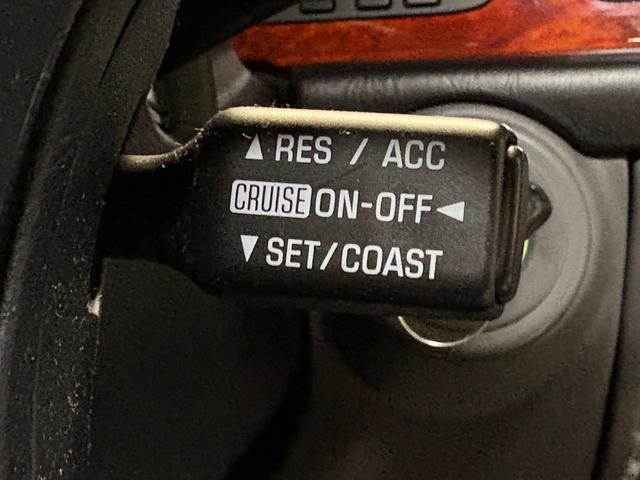 ▲ RES / ACC
CRUISE ON-OFF ◀
▼ SET/COAST